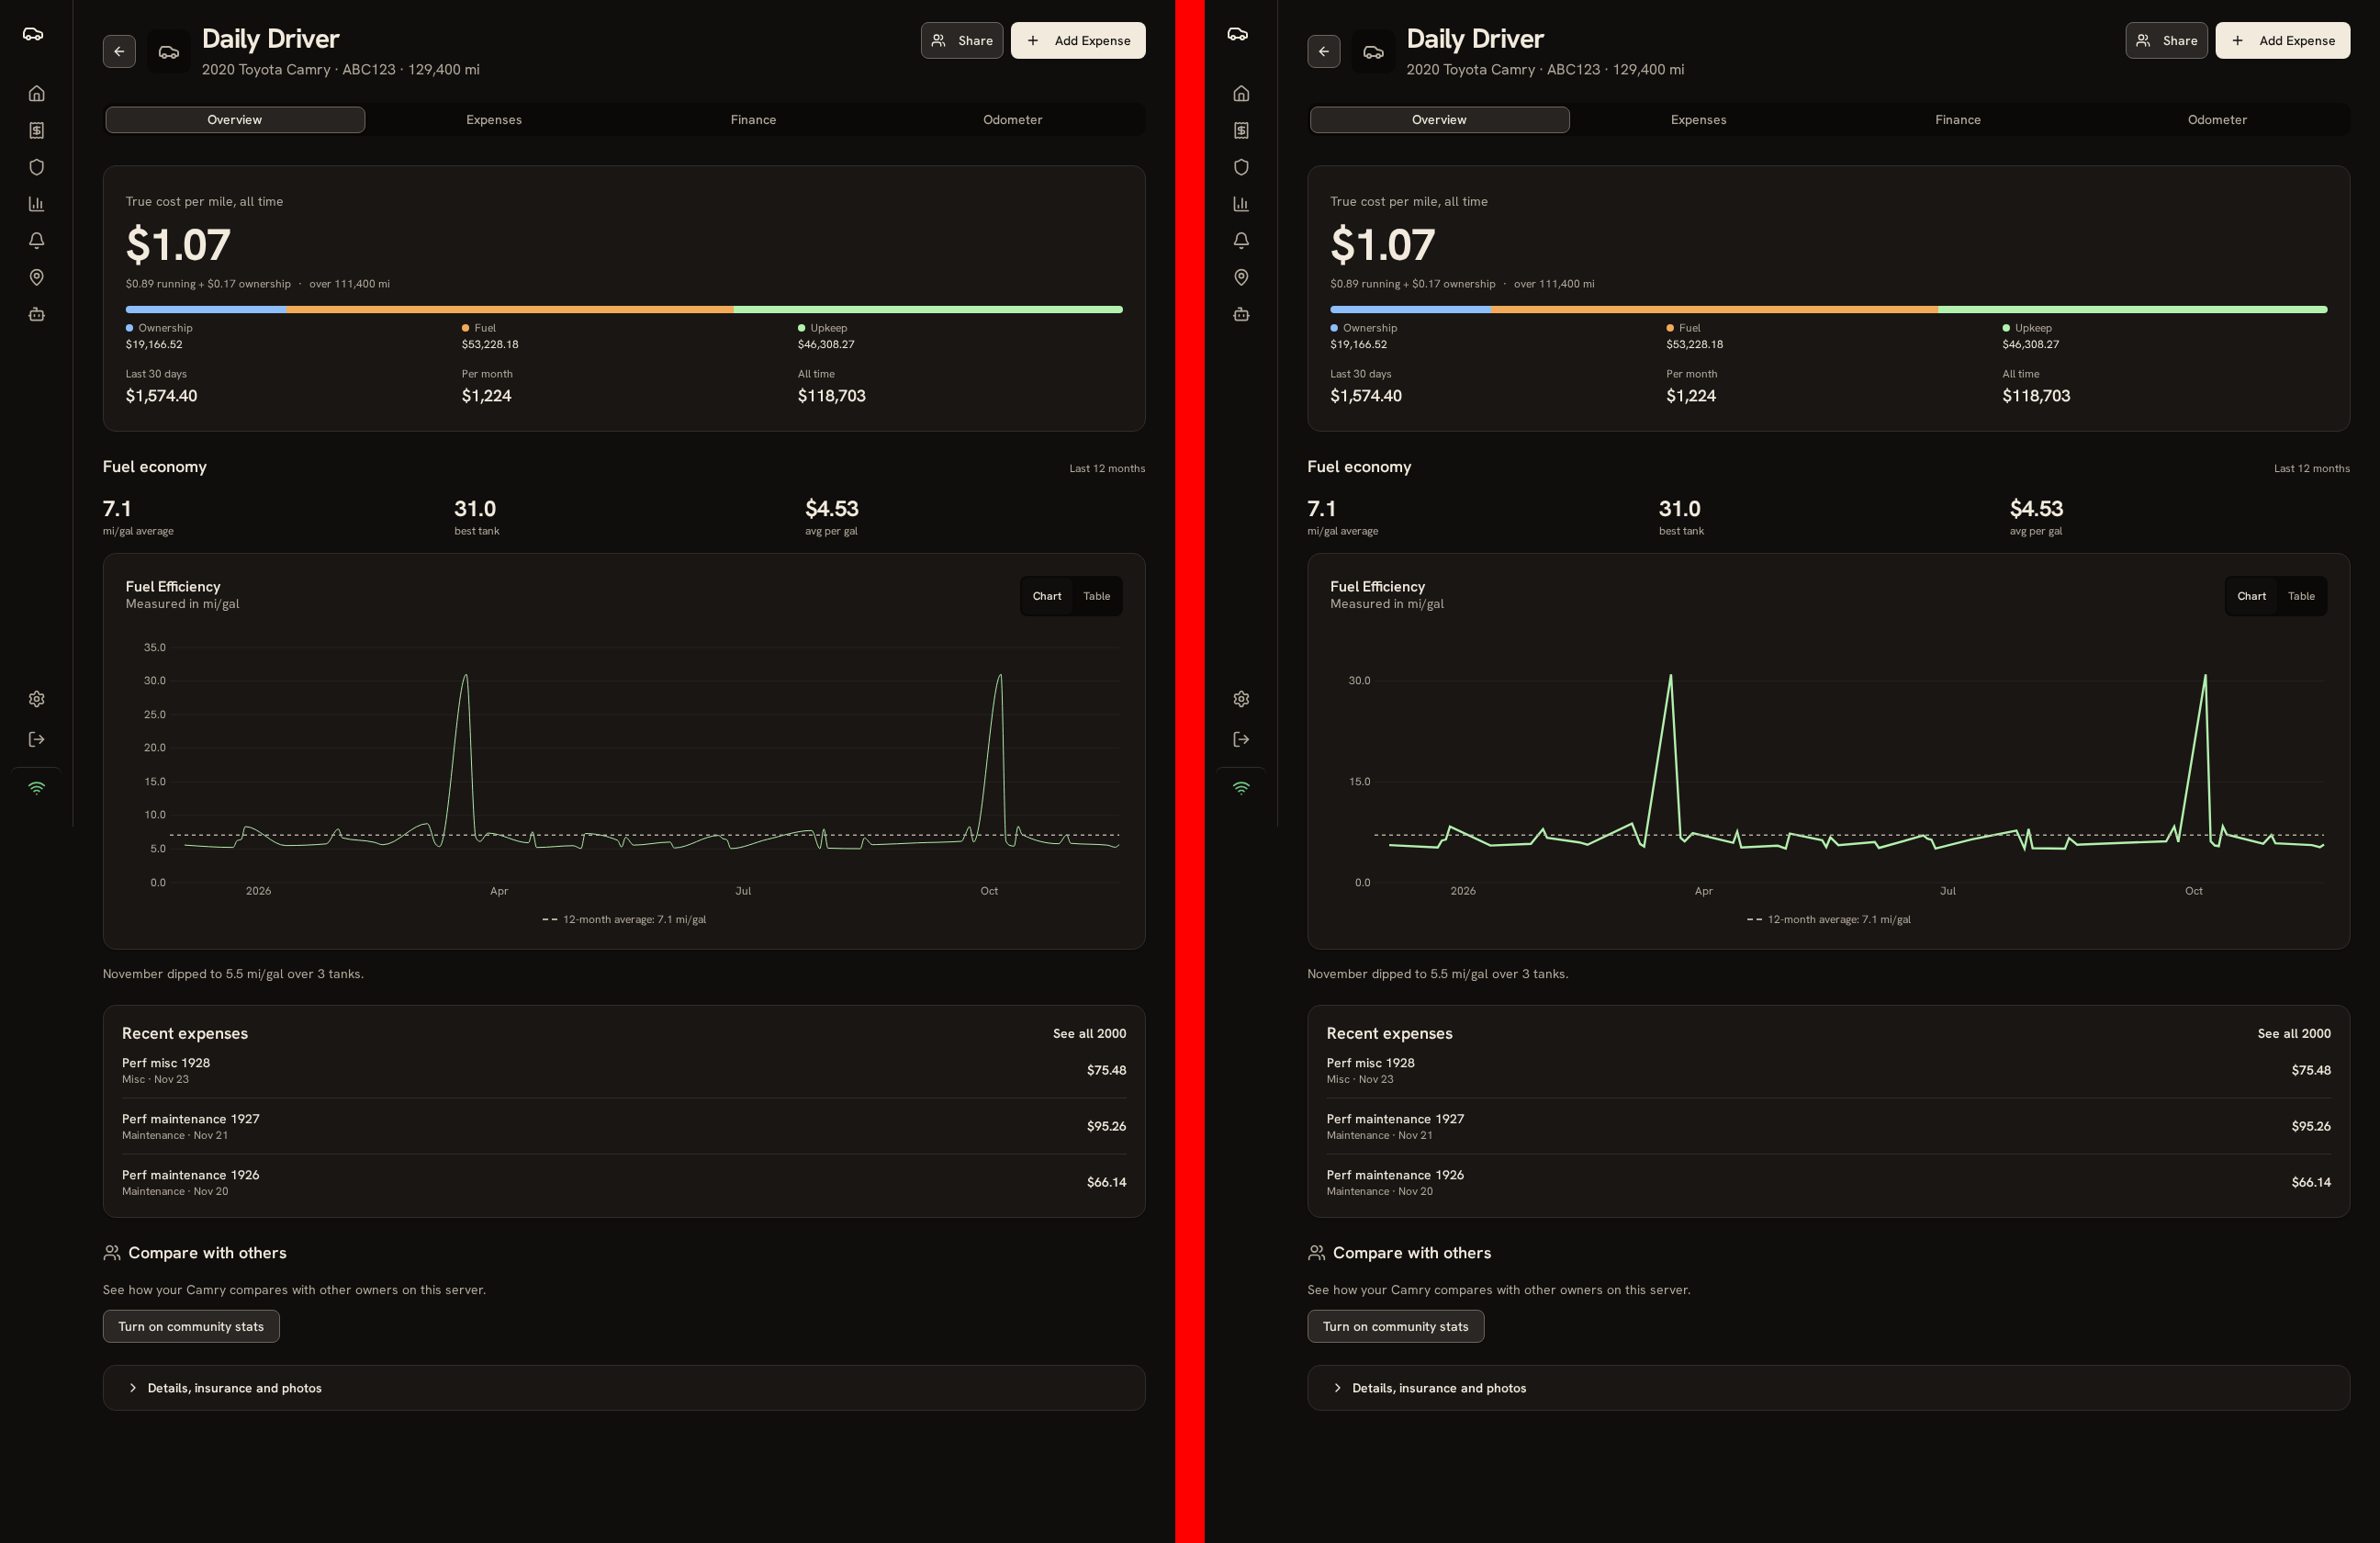 Daily Driver
2020 Toyota Camry · ABC123 · 129,400 mi
Share
Add Expense
Overview
Expenses
Finance
Odometer
True cost per mile, all time
$1.07
$0.89 running + $0.17 ownership · over 111,400 mi
Ownership
$19,166.52
Fuel
$53,228.18
Upkeep
$46,308.27
Last 30 days
$1,574.40
Per month
$1,224
All time
$118,703
Fuel economy
Last 12 months
7.1
mi/gal average
31.0
best tank
$4.53
avg per gal
Fuel Efficiency
Measured in mi/gal
Chart
Table
35.0
30.0
25.0
20.0
15.0
10.0
5.0
0.0
2026
Apr
Jul
Oct
12-month average: 7.1 mi/gal
November dipped to 5.5 mi/gal over 3 tanks.
Recent expenses
See all 2000
Perf misc 1928
Misc · Nov 23
$75.48
Perf maintenance 1927
Maintenance · Nov 21
$95.26
Perf maintenance 1926
Maintenance · Nov 20
$66.14
Compare with others
See how your Camry compares with other owners on this server.
Turn on community stats
Details, insurance and photos
Daily Driver
2020 Toyota Camry · ABC123 · 129,400 mi
Share
Add Expense
Overview
Expenses
Finance
Odometer
True cost per mile, all time
$1.07
$0.89 running + $0.17 ownership · over 111,400 mi
Ownership
$19,166.52
Fuel
$53,228.18
Upkeep
$46,308.27
Last 30 days
$1,574.40
Per month
$1,224
All time
$118,703
Fuel economy
Last 12 months
7.1
mi/gal average
31.0
best tank
$4.53
avg per gal
Fuel Efficiency
Measured in mi/gal
Chart
Table
30.0
15.0
0.0
2026
Apr
Jul
Oct
12-month average: 7.1 mi/gal
November dipped to 5.5 mi/gal over 3 tanks.
Recent expenses
See all 2000
Perf misc 1928
Misc · Nov 23
$75.48
Perf maintenance 1927
Maintenance · Nov 21
$95.26
Perf maintenance 1926
Maintenance · Nov 20
$66.14
Compare with others
See how your Camry compares with other owners on this server.
Turn on community stats
Details, insurance and photos